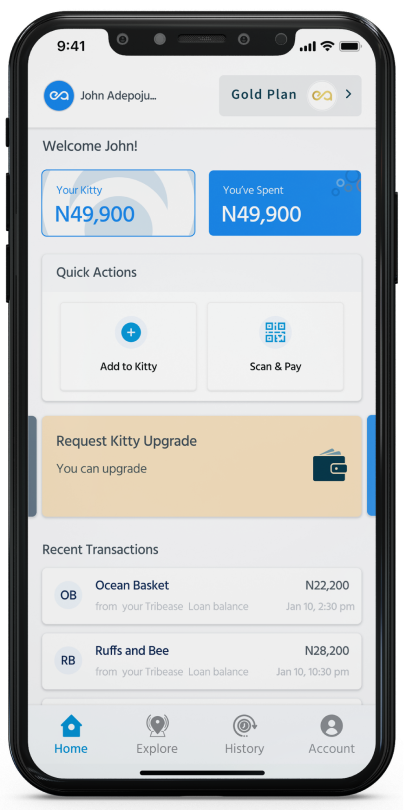 9:41
John Adepoju...
Gold Plan
Welcome John!
Your Kitty
N49,900
You've Spent
N49,900
Quick Actions
Add to Kitty
Scan & Pay
Request Kitty Upgrade
You can upgrade
Recent Transactions
OB
Ocean Basket
N22,200
from your Tribease Loan balance
Jan 10, 2:30 pm
RB
Ruffs and Bee
N28,200
from your Tribease Loan balance
Jan 10, 10:30 pm
Home
Explore
History
Account